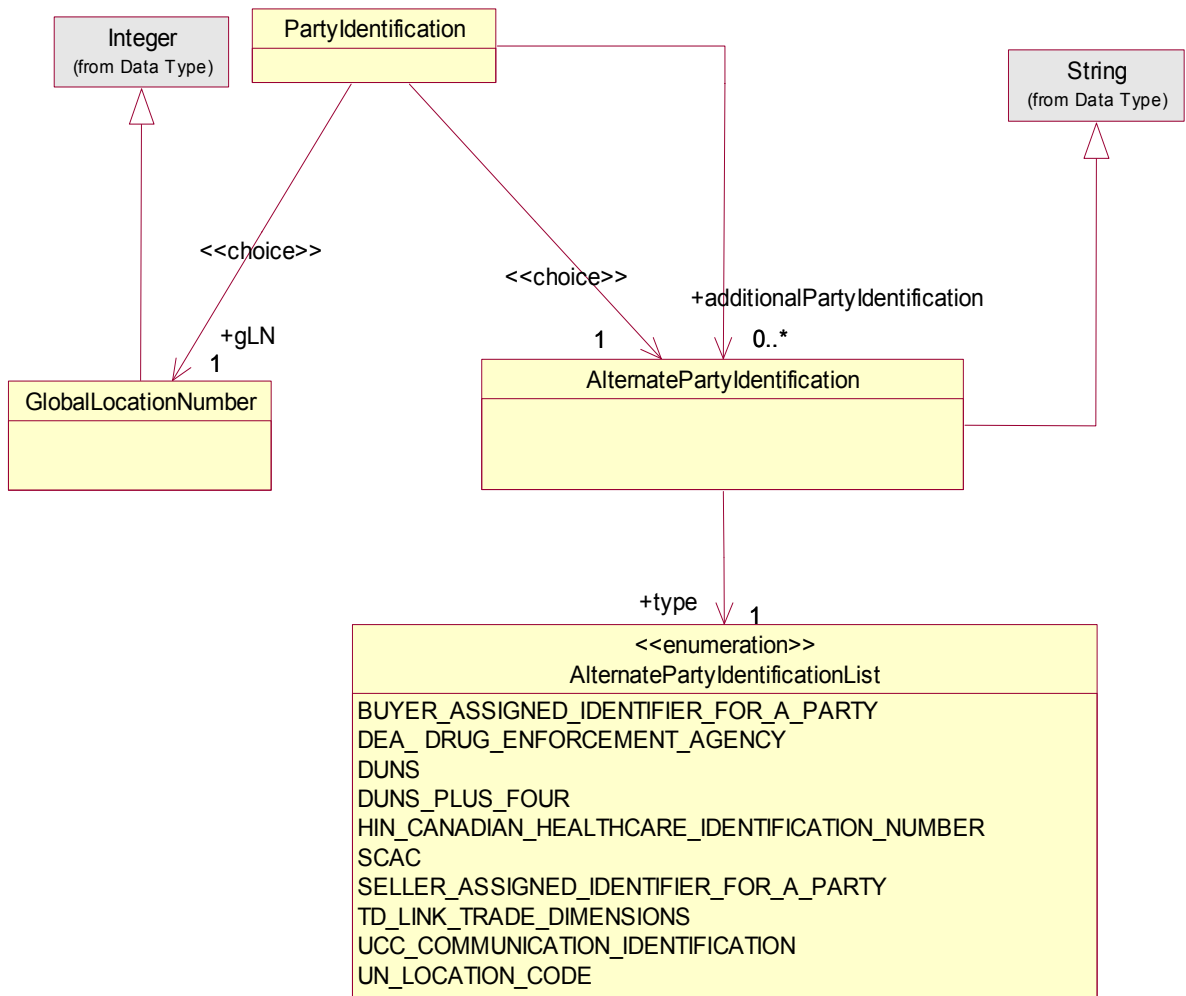 Integer
(from Data Type)
PartyIdentification
String
(from Data Type)
<<choice>>
<<choice>>
+additionalPartyIdentification
+gLN
1
1
0..*
GlobalLocationNumber
AlternatePartyIdentification
+type
1
<<enumeration>>
AlternatePartyIdentificationList
BUYER_ASSIGNED_IDENTIFIER_FOR_A_PARTY
DEA_ DRUG_ENFORCEMENT_AGENCY
DUNS
DUNS_PLUS_FOUR
HIN_CANADIAN_HEALTHCARE_IDENTIFICATION_NUMBER
SCAC
SELLER_ASSIGNED_IDENTIFIER_FOR_A_PARTY
TD_LINK_TRADE_DIMENSIONS
UCC_COMMUNICATION_IDENTIFICATION
UN_LOCATION_CODE